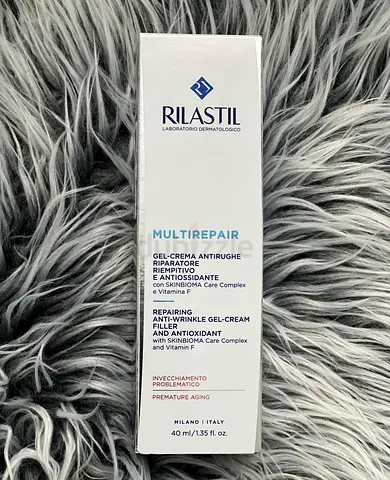 RILASTIL
LABORATORIO DERMATOLOGICO
MULTIREPAIR
dubizzle
GEL-CREMA ANTIRUGHE
RIPARATORE
RIEMPITIVO
E ANTIOSSIDANTE
con SKINBIOMA Care Complex
e Vitamina F
REPAIRING
ANTI-WRINKLE GEL-CREAM
FILLER
AND ANTIOXIDANT
with SKINBIOMA Care Complex
and Vitamin F
INVECCHIAMENTO
PROBLEMATICO
PREMATURE AGING
MILANO | ITALY
40 ml/1.35 fl. oz.